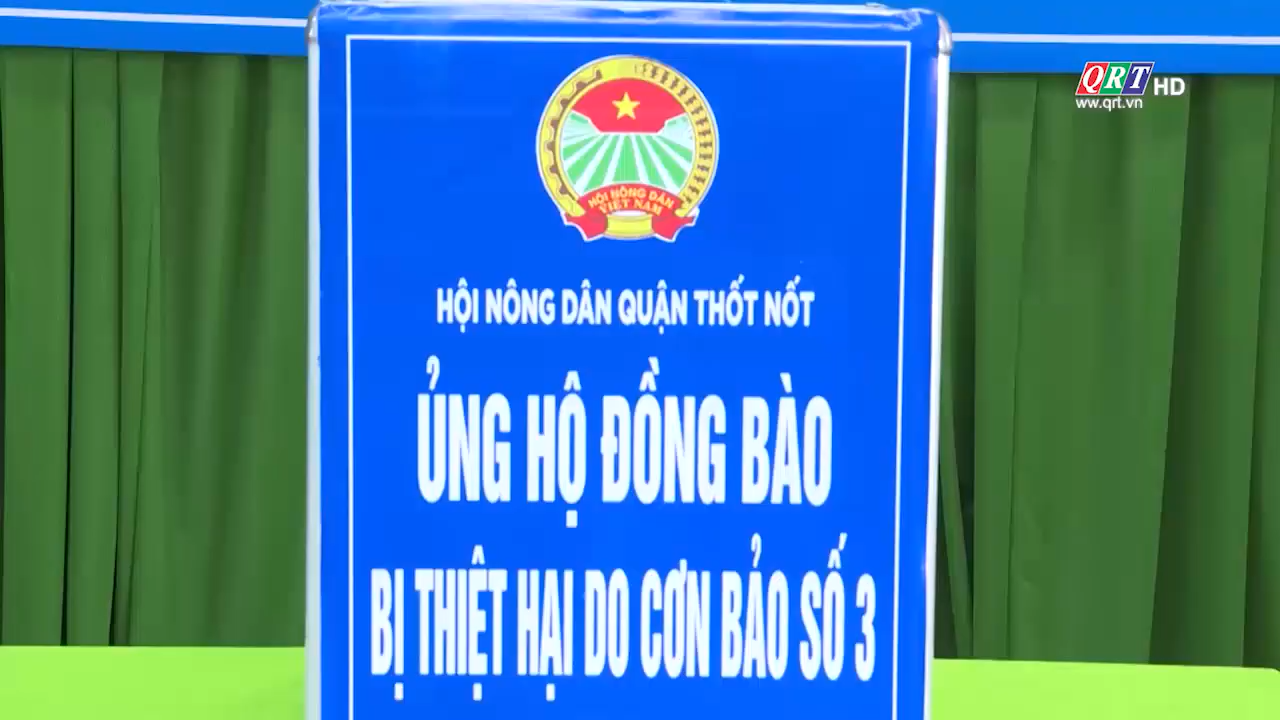 QRT HD
ww.qrt.vn
HỘI NÔNG DÂN
VIỆT NAM
HỘI NÔNG DÂN QUẬN THỐT NỐT
ỦNG HỘ ĐỒNG BÀO
BỊ THIỆT HẠI DO CƠN BẢO SỐ 3